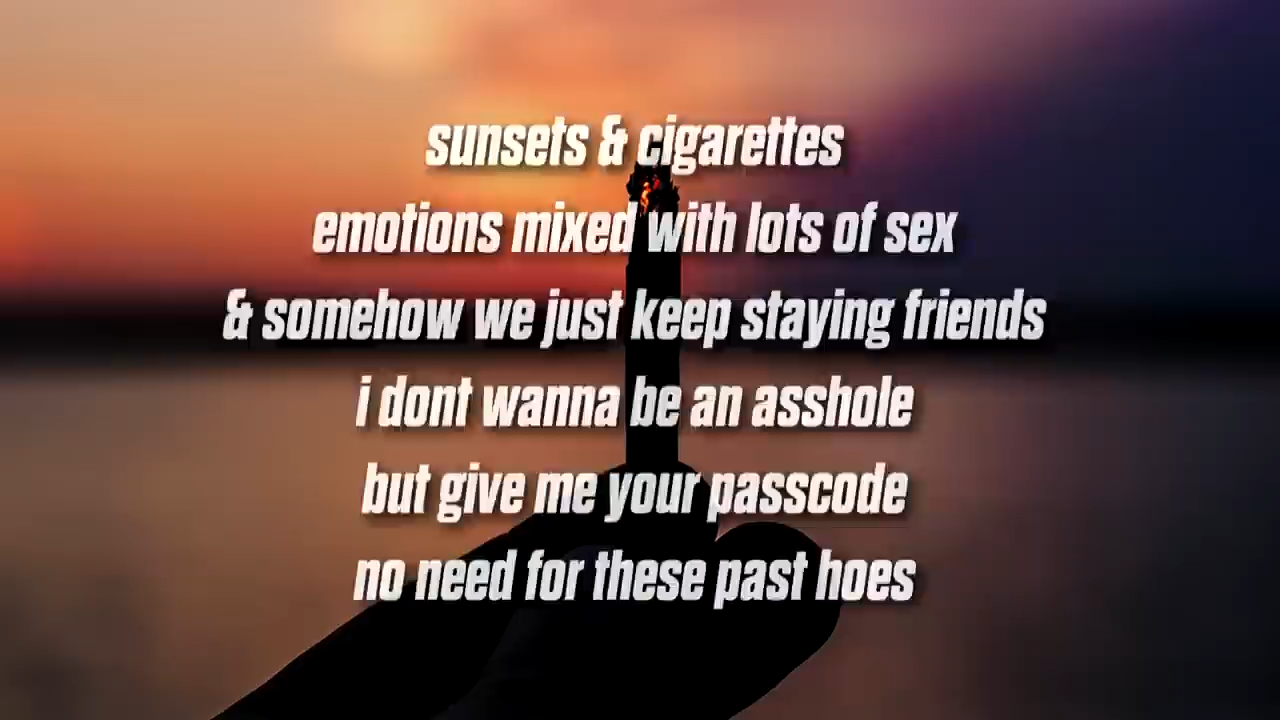 sunsets & cigarettes
emotions mixed with lots of sex
& somehow we just keep staying friends
i dont wanna be an asshole
but give me your passcode
no need for these past hoes